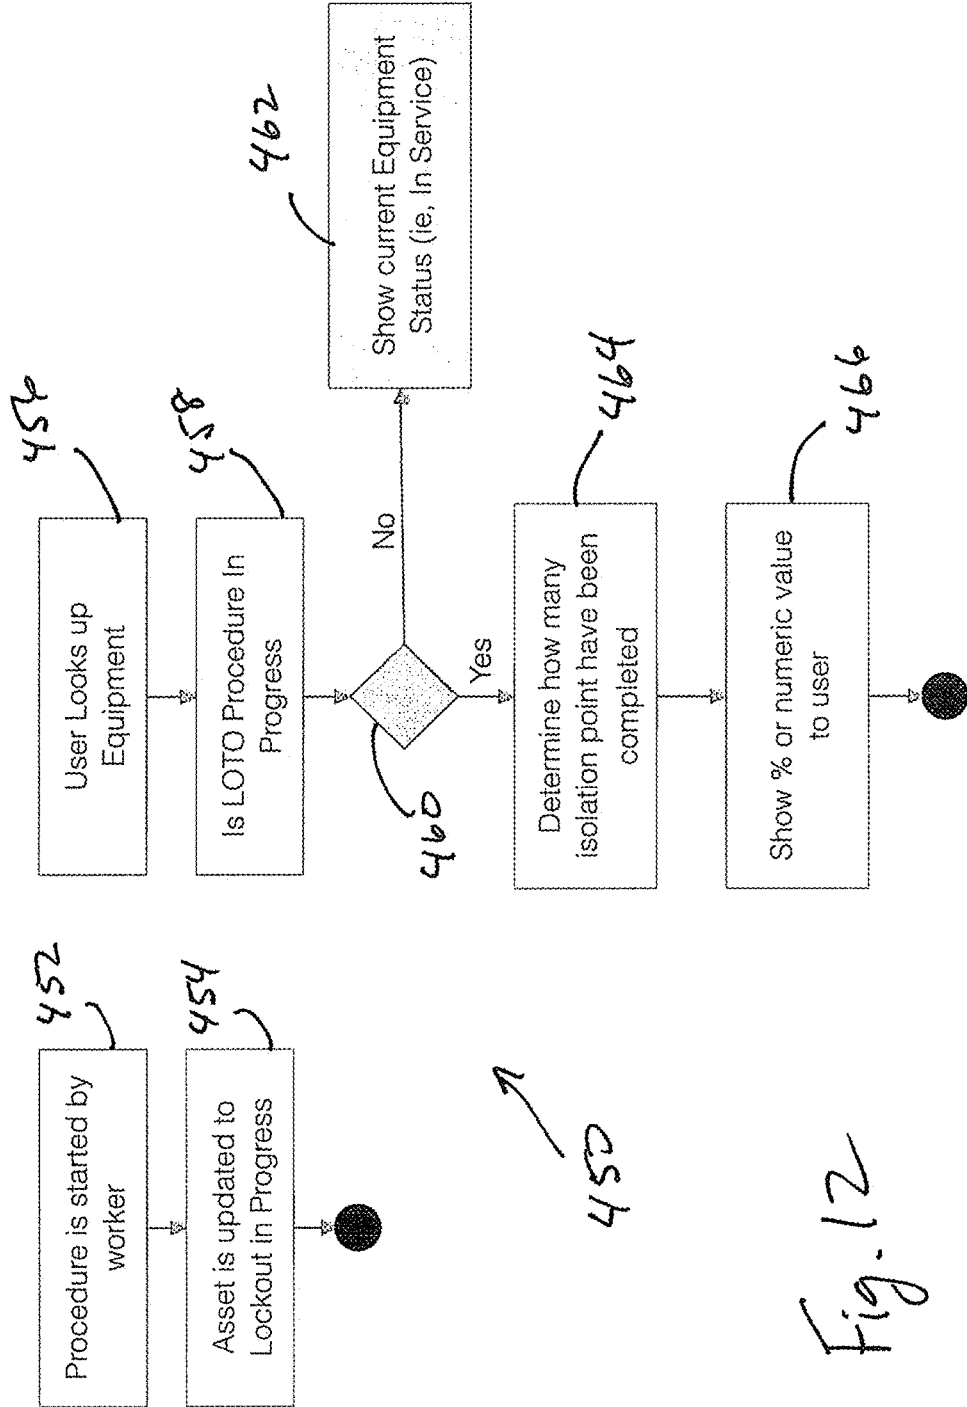 452
Procedure is started by
worker
454
Asset is updated to
Lockout in Progress
450
456
User Looks up
Equipment
458
Is LOTO Procedure In
Progress
460
No
462
Show current Equipment
Status (ie, In Service)
Yes
464
Determine how many
isolation point have been
completed
466
Show % or numeric value
to user
Fig. 12